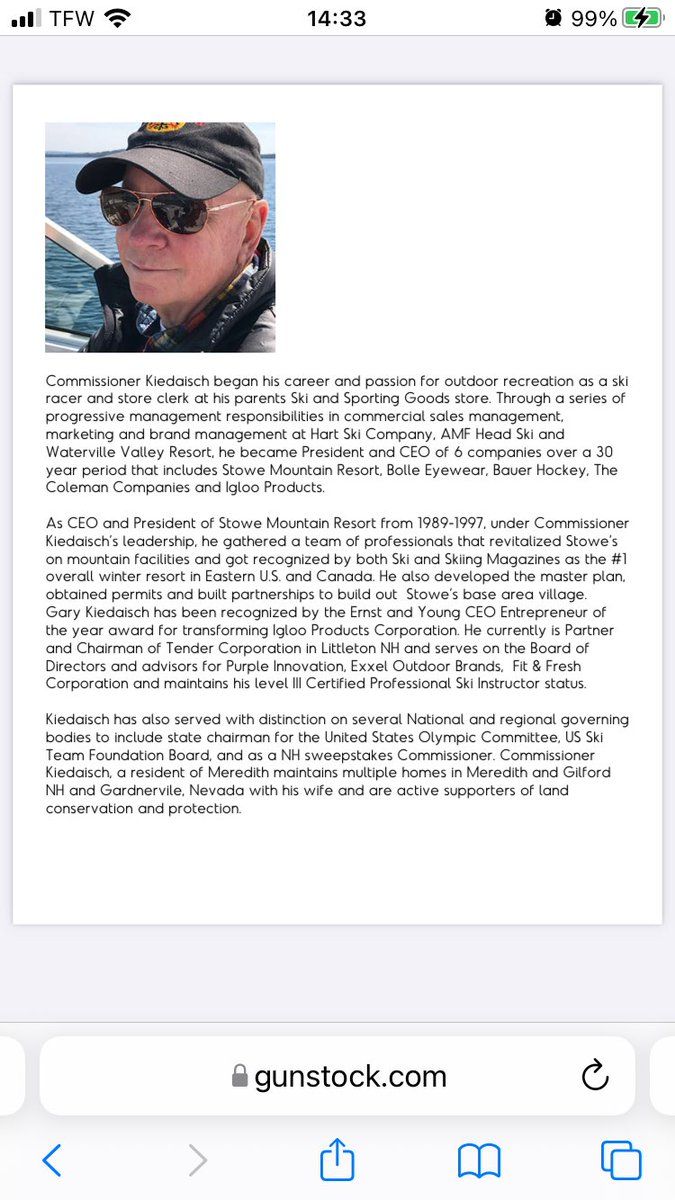 TFW
14:33
99%
Commissioner Kiedaisch began his career and passion for outdoor recreation as a ski
racer and store clerk at his parents Ski and Sporting Goods store. Through a series of
progressive management responsibilities in commercial sales management,
marketing and brand management at Hart Ski Company, AMF Head Ski and
Waterville Valley Resort, he became President and CEO of 6 companies over a 30
year period that includes Stowe Mountain Resort, Bolle Eyewear, Bauer Hockey, The
Coleman Companies and Igloo Products.
As CEO and President of Stowe Mountain Resort from 1989-1997, under Commissioner
Kiedaisch's leadership, he gathered a team of professionals that revitalized Stowe's
on mountain facilities and got recognized by both Ski and Skiing Magazines as the #1
overall winter resort in Eastern U.S. and Canada. He also developed the master plan,
obtained permits and built partnerships to build out Stowe's base area village.
Gary Kiedaisch has been recognized by the Ernst and Young CEO Entrepreneur of
the year award for transforming Igloo Products Corporation. He currently is Partner
and Chairman of Tender Corporation in Littleton NH and serves on the Board of
Directors and advisors for Purple Innovation, Exxel Outdoor Brands, Fit & Fresh
Corporation and maintains his level III Certified Professional Ski Instructor status.
Kiedaisch has also served with distinction on several National and regional governing
bodies to include state chairman for the United States Olympic Committee, US Ski
Team Foundation Board, and as a NH sweepstakes Commissioner. Commissioner
Kiedaisch, a resident of Meredith maintains multiple homes in Meredith and Gilford
NH and Gardnervile, Nevada with his wife and are active supporters of land
conservation and protection.
gunstock.com